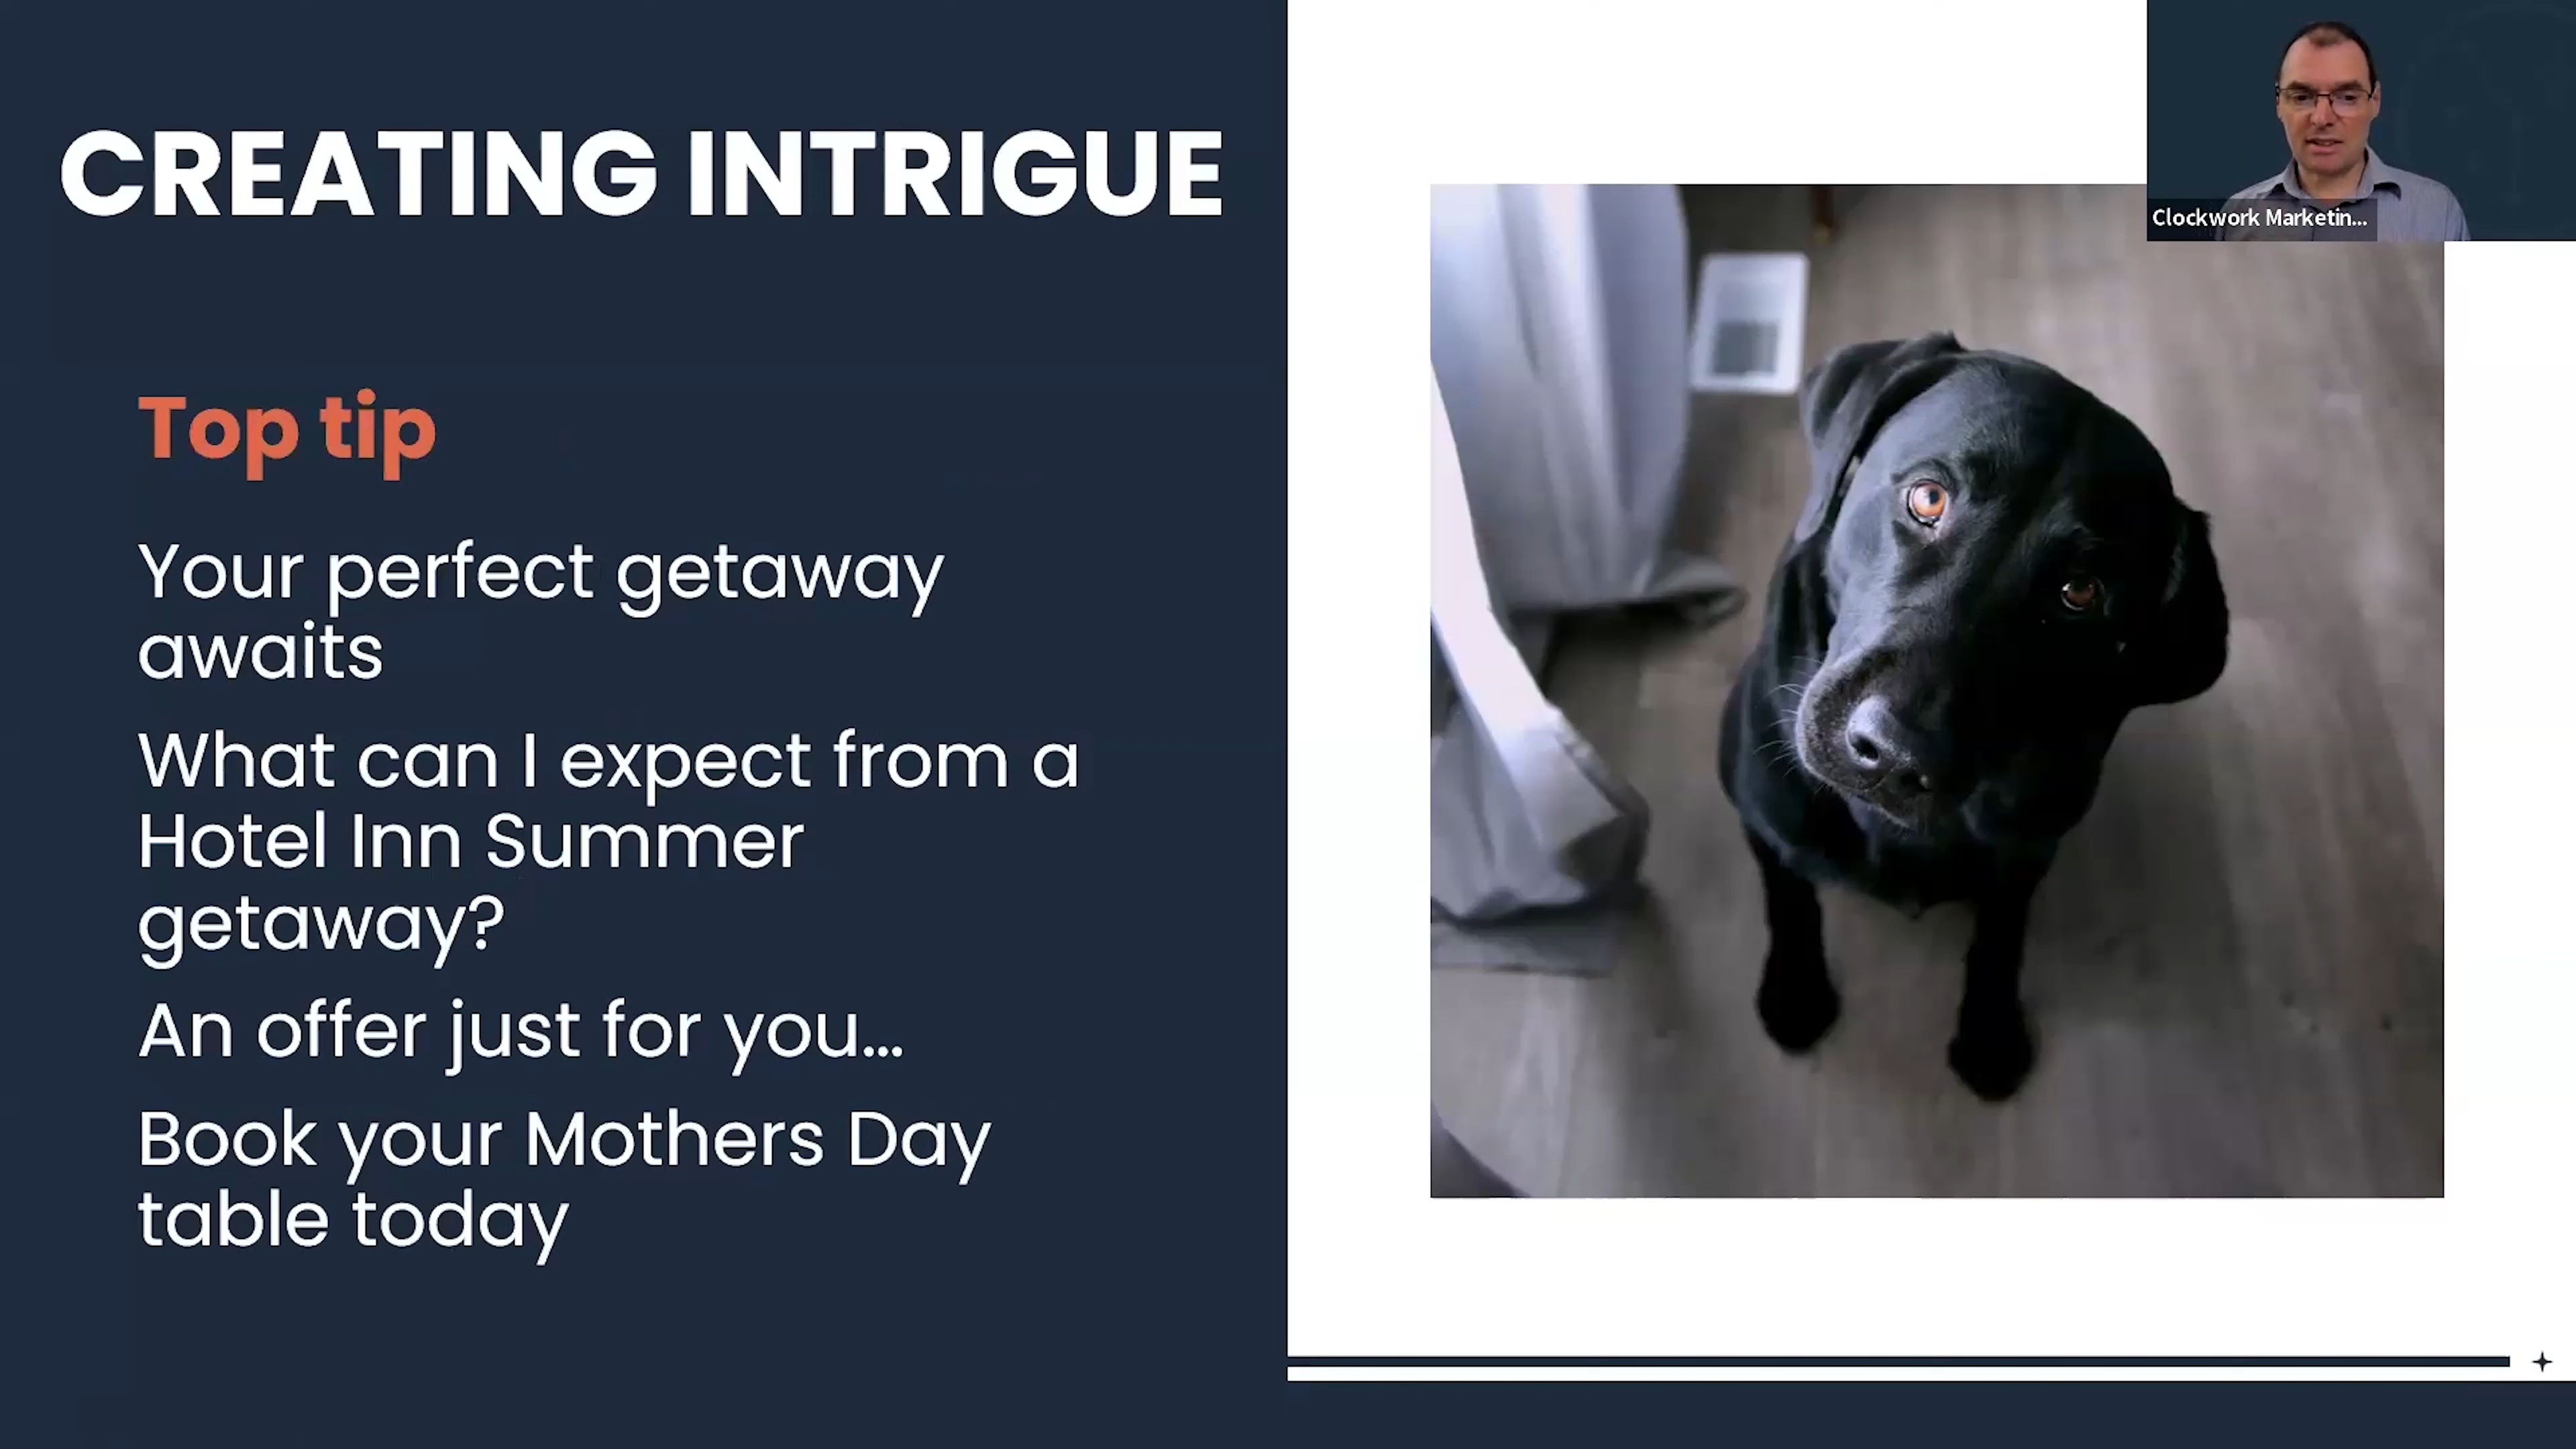 CREATING INTRIGUE
Top tip
Your perfect getaway
awaits
What can I expect from a
Hotel Inn Summer
getaway?
An offer just for you...
Book your Mothers Day
table today
Clockwork Marketin...